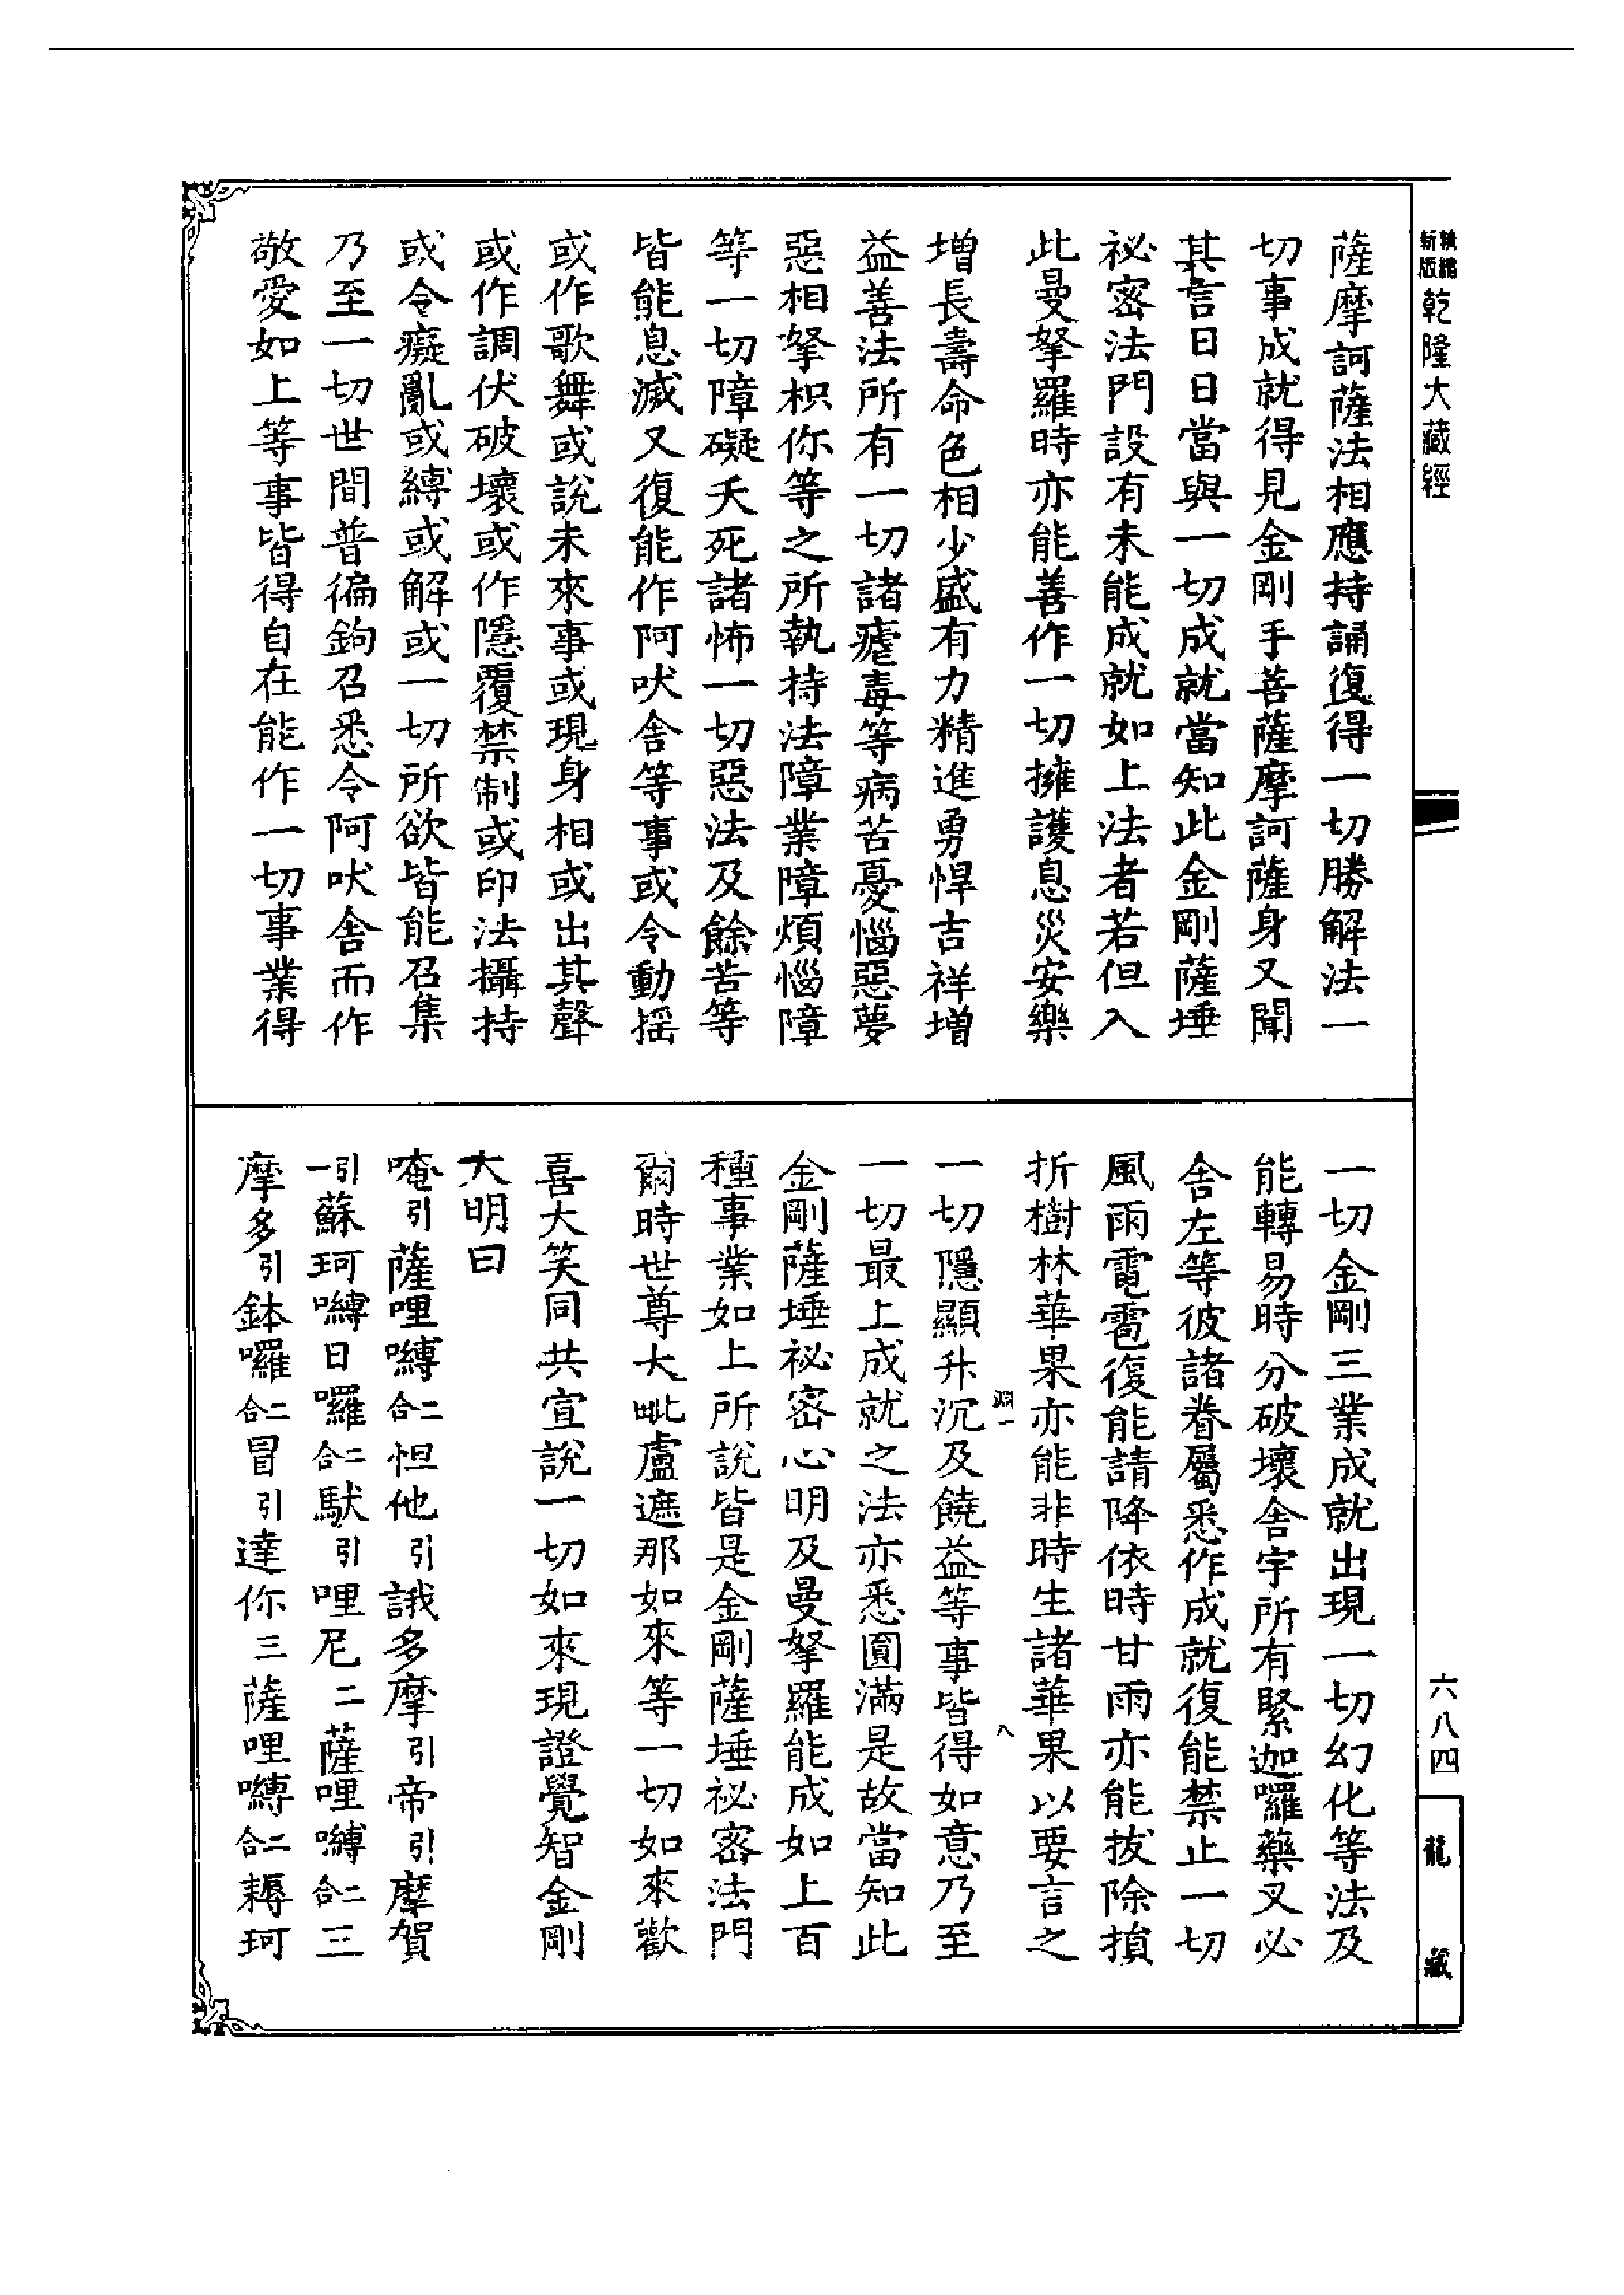 新版精縮乾隆大藏經
薩摩訶薩法相應持誦復得一切勝解法一
切事成就得見金剛手菩薩摩訶薩身又聞
其言日日當與一切成就當知此金剛薩埵
祕密法門設有未能成就如上法者若但入
此曼拏羅時亦能善作一切擁護息災安樂
增長壽命色相少盛有力精進勇悍吉祥增
益善法所有一切諸瘧毒等病苦憂惱惡夢
惡相拏枳你等之所執持法障業障煩惱障
等一切障礙夭死諸怖一切惡法及餘苦等
皆能息滅又復能作阿吠舍等事或令動搖
或作歌舞或說未來事或現身相或出其聲
或作調伏破壞或作隱覆禁制或印法攝持
或令癡亂或縛或解或一切所欲皆能召集
乃至一切世間普徧鉤召悉令阿吠舍而作
敬愛如上等事皆得自在能作一切事業得
一切金剛三業成就出現一切幻化等法及
能轉易時分破壞舍宇所有緊迦囉藥叉必
舍左等彼諸眷屬悉作成就復能禁止一切
風雨電雹復能請降依時甘雨亦能拔除損
折樹林華果亦能非時生諸華果以要言之
淵一 八
一切隱顯升沉及饒益等事皆得如意乃至
一切最上成就之法亦悉圓滿是故當知此
金剛薩埵祕密心明及曼拏羅能成如上百
種事業如上所說皆是金剛薩埵祕密法門
爾時世尊大毗盧遮那如來等一切如來歡
喜大笑同共宣說一切如來現證覺智金剛
大明曰
唵引薩哩嚩二合怛他引誐多摩引帝引摩賀
引一蘇珂嚩日囉二合馱引哩尼二薩哩嚩二合三
摩多引鉢囉二合冒引達你三薩哩嚩二合耨珂
六八四
龍藏